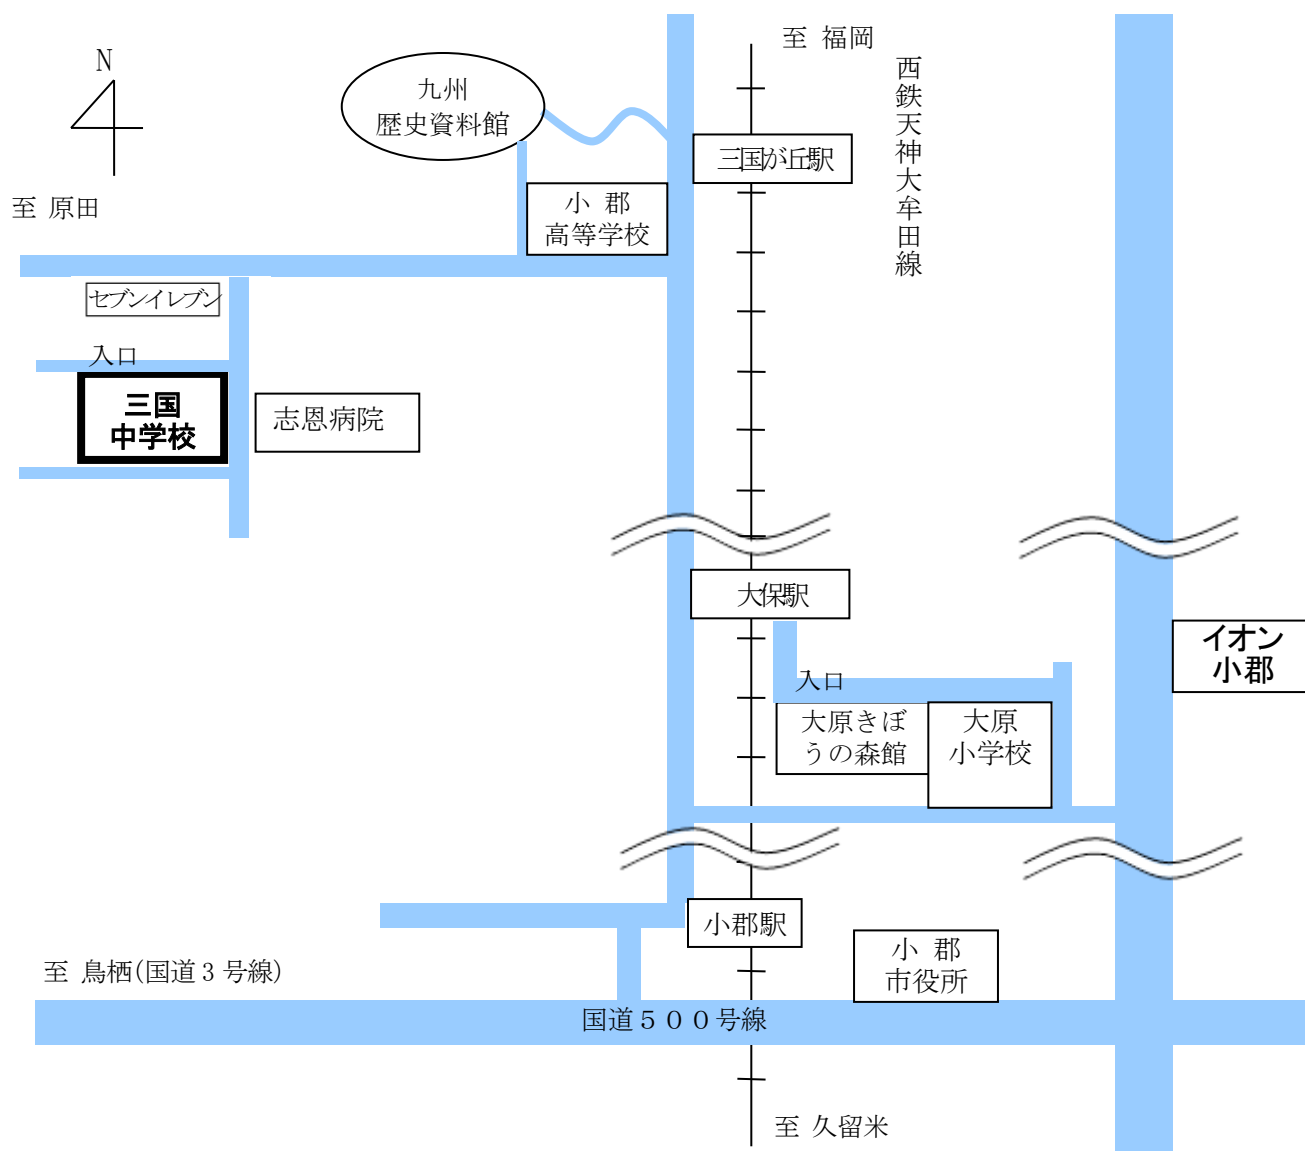 至 福岡
N
西鉄天神大牟田線
九州
歴史資料館
三国が丘駅
至 原田
小 郡
高等学校
セブンイレブン
入口
三国
中学校
志恩病院
大保駅
イオン
小郡
入口
大原きぼ
うの森館
大原
小学校
小郡駅
小 郡
市役所
至 鳥栖(国道3号線)
国道500号線
至 久留米